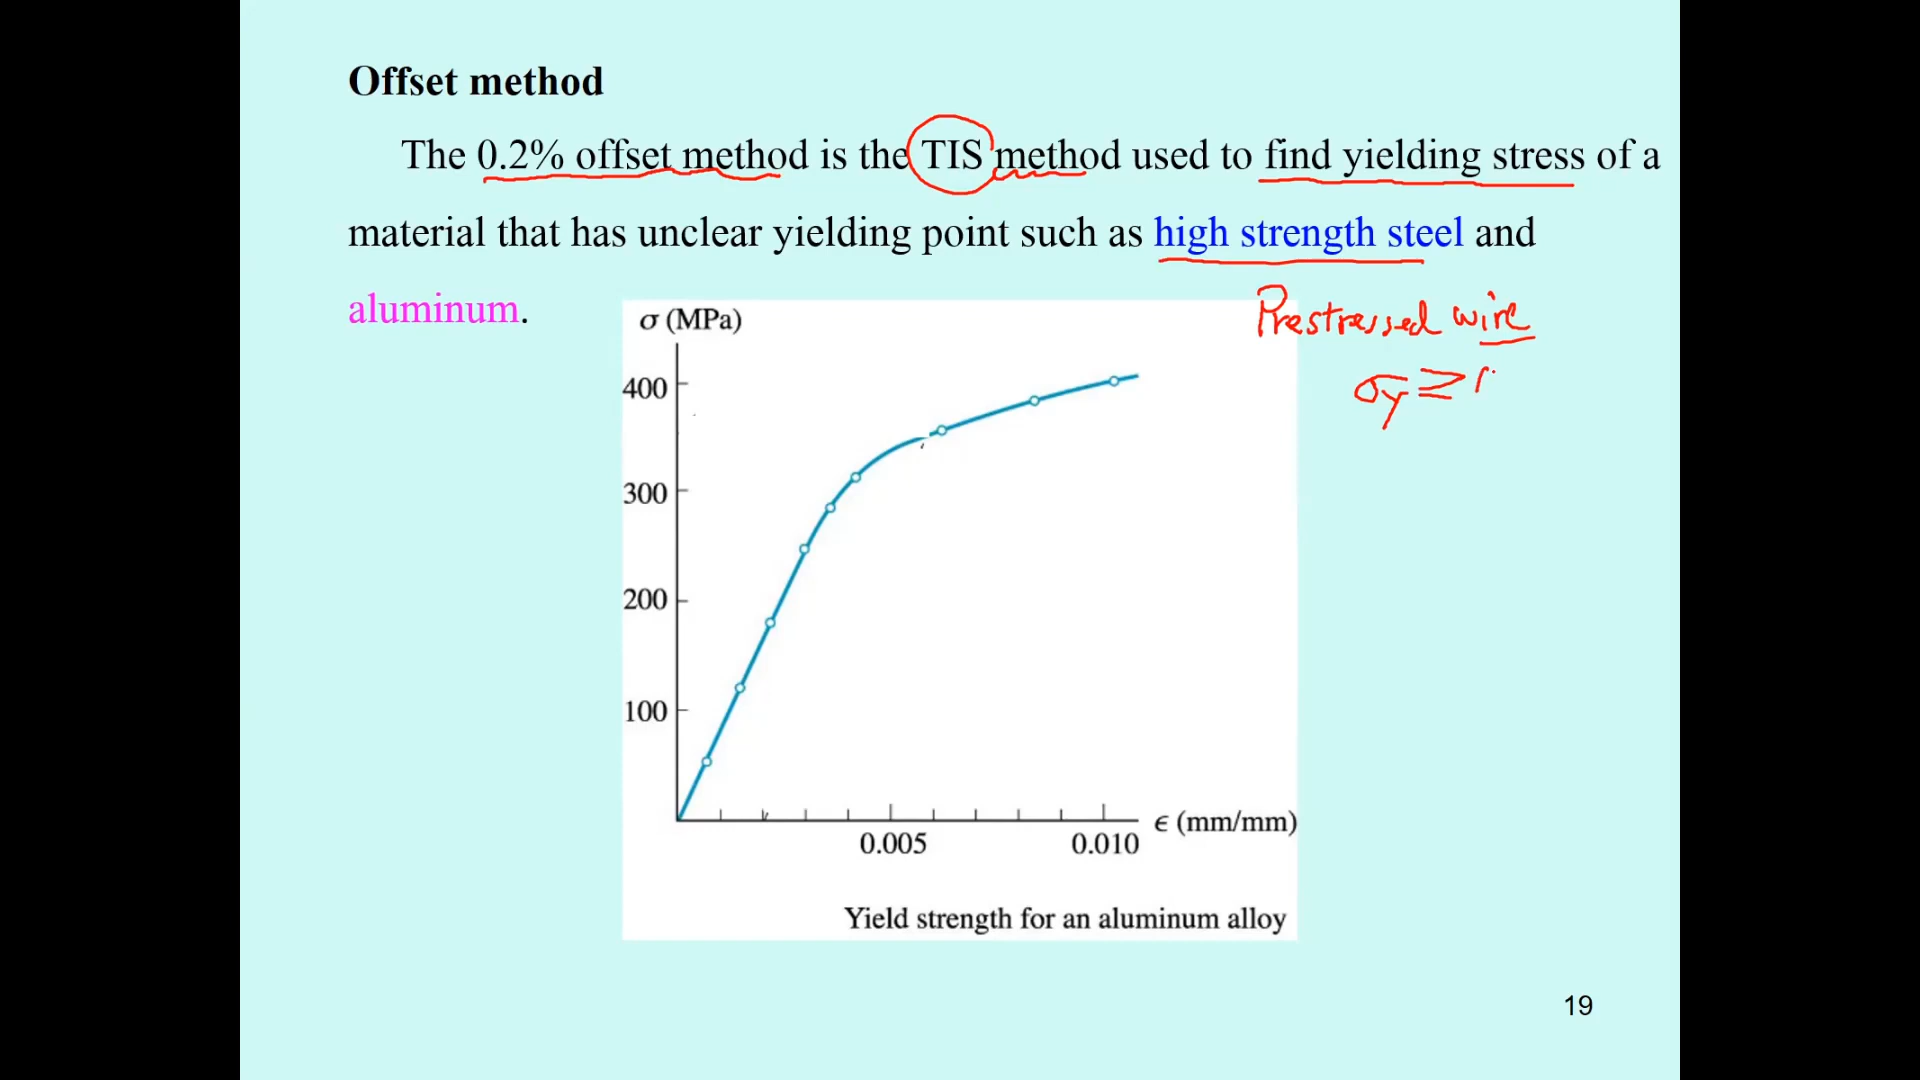 Offset method
The 0.2% offset method is the TIS method used to find yielding stress of a
material that has unclear yielding point such as high strength steel and
aluminum.
Prestressed wire
σy ≥
σ (MPa)
400
300
200
100
0.005
0.010
ϵ (mm/mm)
Yield strength for an aluminum alloy
19